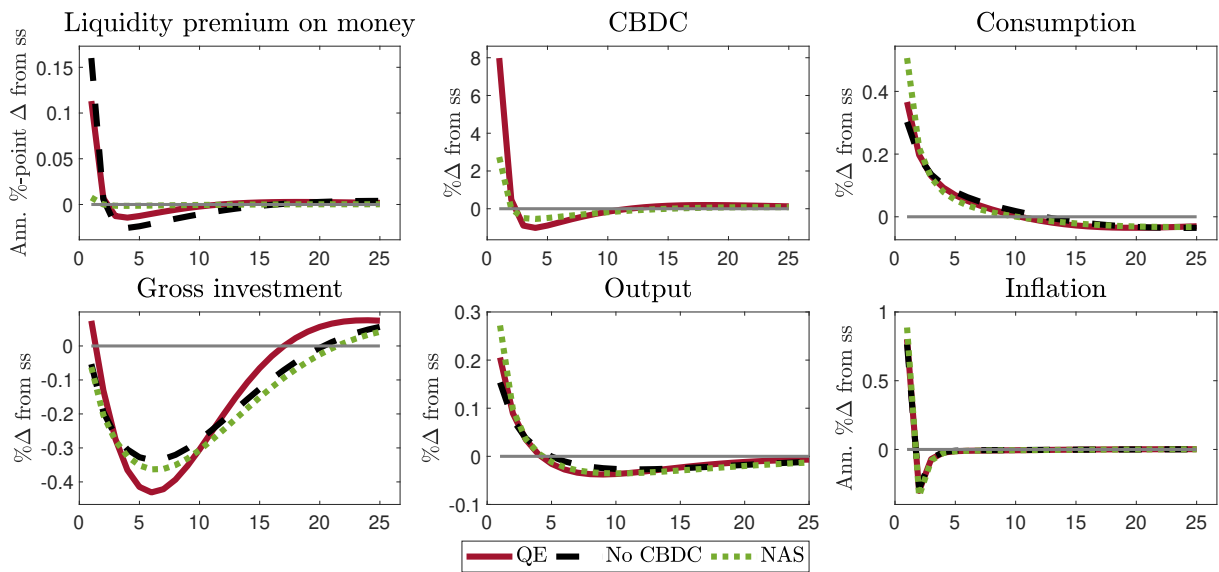 Liquidity premium on money
CBDC
Consumption
Ann. %-point Δ from ss
0.15
0.1
0.05
0
0 5 10 15 20 25
%Δ from ss
8
6
4
2
0
0 5 10 15 20 25
%Δ from ss
0.4
0.2
0
0 5 10 15 20 25
Gross investment
Output
Inflation
%Δ from ss
0
-0.1
-0.2
-0.3
-0.4
0 5 10 15 20 25
%Δ from ss
0.3
0.2
0.1
0
-0.1
0 5 10 15 20 25
Ann. %Δ from ss
1
0.5
0
0 5 10 15 20 25
QE No CBDC NAS